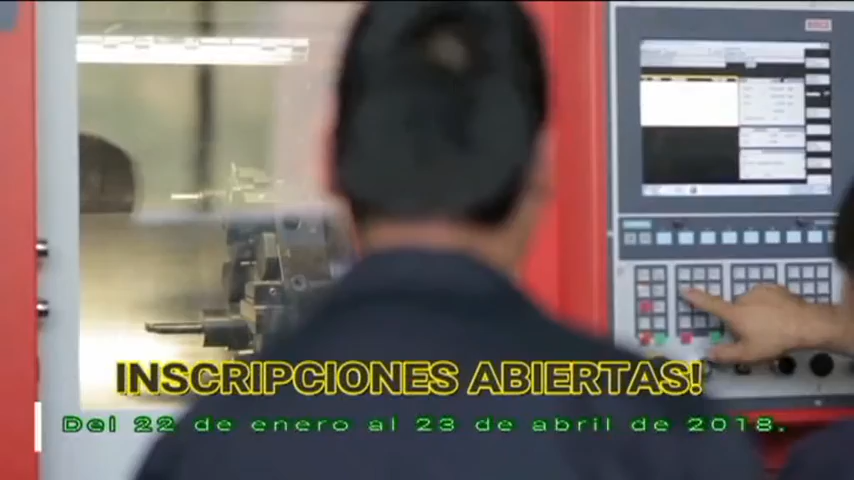 INSCRIPCIONES ABIERTAS!
Del 22 de enero al 23 de abril de 2018.